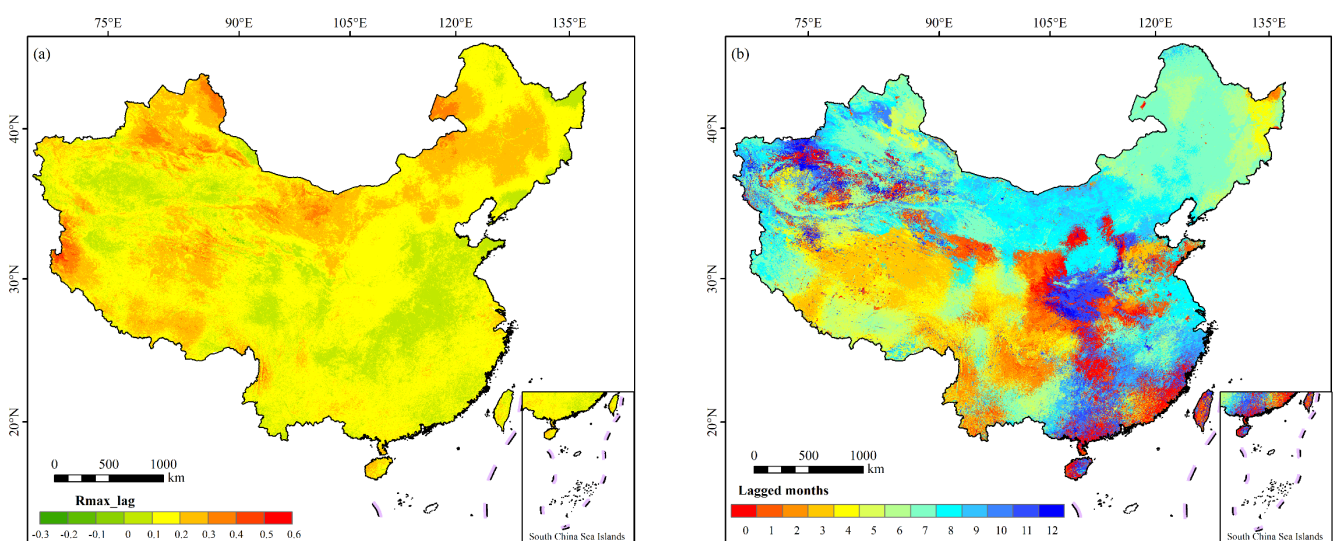 75°E 90°E 105°E 120°E 135°E
(a)
40°N
30°N
20°N
0 500 1000
km
Rmax_lag
-0.3 -0.2 -0.1 0 0.1 0.2 0.3 0.4 0.5 0.6
South China Sea Islands
75°E 90°E 105°E 120°E 135°E
(b)
40°N
30°N
20°N
0 500 1000
km
Lagged months
0 1 2 3 4 5 6 7 8 9 10 11 12
South China Sea Islands